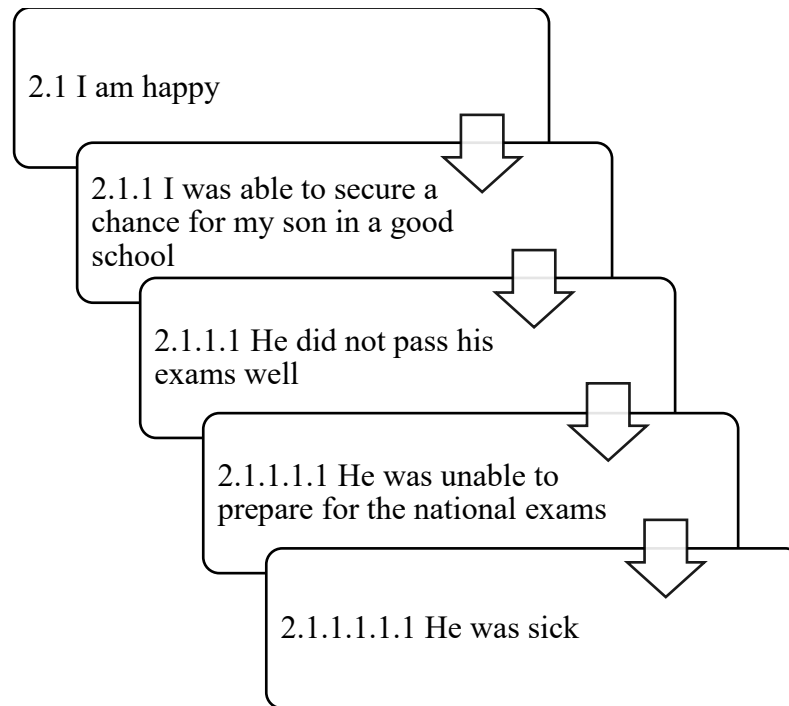 2.1 I am happy
2.1.1 I was able to secure a
chance for my son in a good
school
2.1.1.1 He did not pass his
exams well
2.1.1.1.1 He was unable to
prepare for the national exams
2.1.1.1.1.1 He was sick